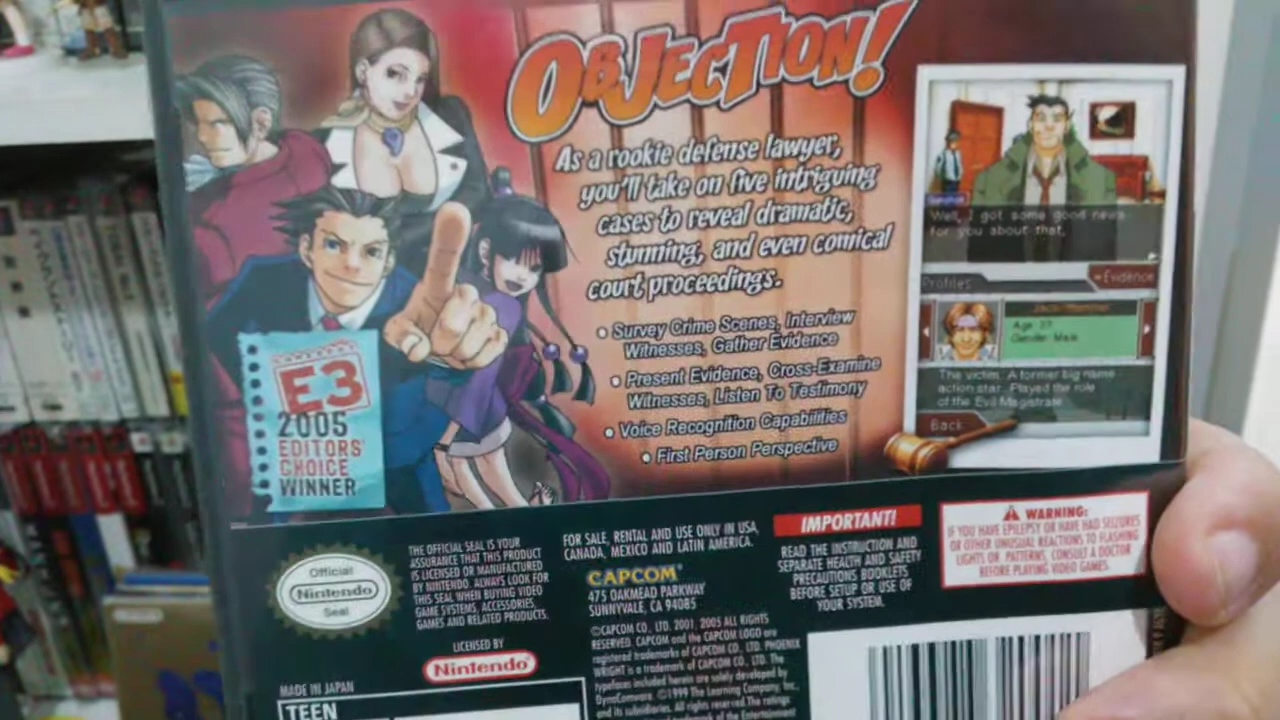 OBJECTION!
As a rookie defense lawyer,
you'll take on five intriguing
cases to reveal dramatic,
stunning, and even comical
court proceedings.
• Survey Crime Scenes, Interview
Witnesses, Gather Evidence
• Present Evidence, Cross-Examine
Witnesses, Listen To Testimony
• Voice Recognition Capabilities
• First Person Perspective
E3
2005
EDITORS'
CHOICE
WINNER
Well, I got some good news
for you about that.
Profiles
Evidence
Age: 37
Gender: Male
The victim. A former big name
action star. Played the role
of the Evil Magistrate.
Back
Official
Nintendo
Seal
THE OFFICIAL SEAL IS YOUR
ASSURANCE THAT THIS PRODUCT
IS LICENSED OR MANUFACTURED
BY NINTENDO. ALWAYS LOOK FOR
THIS SEAL WHEN BUYING VIDEO
GAME SYSTEMS, ACCESSORIES,
GAMES AND RELATED PRODUCTS.
LICENSED BY
Nintendo®
MADE IN JAPAN
TEEN
FOR SALE, RENTAL AND USE ONLY IN USA,
CANADA, MEXICO AND LATIN AMERICA.
CAPCOM®
475 OAKMEAD PARKWAY
SUNNYVALE, CA 94085
©CAPCOM CO., LTD. 2001, 2005 ALL RIGHTS
RESERVED. CAPCOM and the CAPCOM LOGO are
registered trademarks of CAPCOM CO., LTD. PHOENIX
WRIGHT is a trademark of CAPCOM CO., LTD. The
typefaces included herein are solely developed by
DynaComware. ©1999 The Learning Company, Inc.,
and its subsidiaries. All rights reserved. The ratings
trademark of the Entertainment
IMPORTANT!
READ THE INSTRUCTION AND
SEPARATE HEALTH AND SAFETY
PRECAUTIONS BOOKLETS
BEFORE SETUP OR USE OF
YOUR SYSTEM.
WARNING:
IF YOU HAVE EPILEPSY OR HAVE HAD SEIZURES
OR OTHER UNUSUAL REACTIONS TO FLASHING
LIGHTS OR PATTERNS, CONSULT A DOCTOR
BEFORE PLAYING VIDEO GAMES.